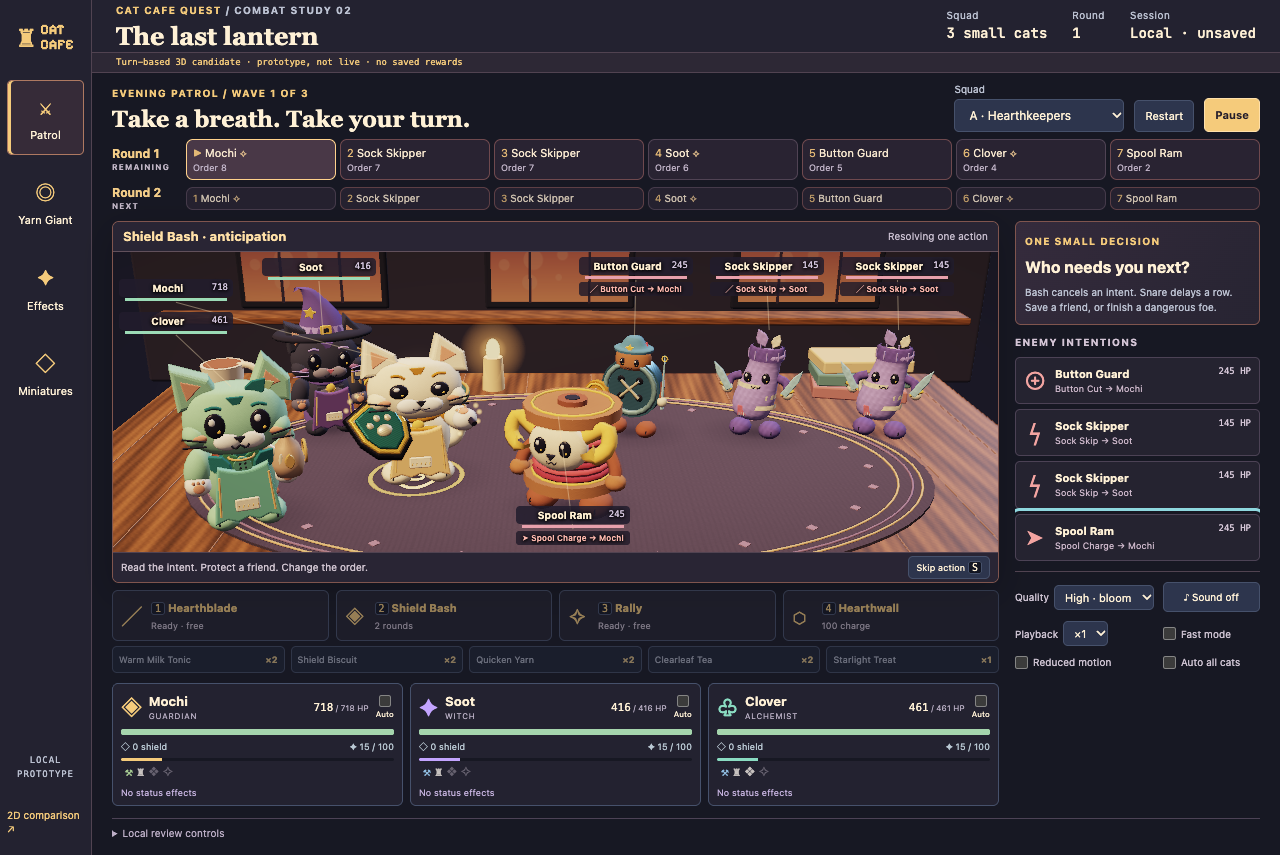 CAT CAFE
CAT CAFE QUEST / COMBAT STUDY 02
The last lantern
Squad
3 small cats
Round
1
Session
Local · unsaved
Turn-based 3D candidate · prototype, not live · no saved rewards
Patrol
Yarn Giant
Effects
Miniatures
LOCAL PROTOTYPE
2D comparison ↗
EVENING PATROL / WAVE 1 OF 3
Take a breath. Take your turn.
Squad
A · Hearthkeepers
Restart
Pause
Round 1
REMAINING
▶ Mochi ✧
Order 8
2 Sock Skipper
Order 7
3 Sock Skipper
Order 7
4 Soot ✧
Order 6
5 Button Guard
Order 5
6 Clover ✧
Order 4
7 Spool Ram
Order 2
Round 2
NEXT
1 Mochi ✧
2 Sock Skipper
3 Sock Skipper
4 Soot ✧
5 Button Guard
6 Clover ✧
7 Spool Ram
Shield Bash · anticipation
Resolving one action
Soot 416
Mochi 718
Clover 461
Button Guard 245
Button Cut → Mochi
Sock Skipper 145
Sock Skip → Soot
Sock Skipper 145
Sock Skip → Soot
Spool Ram 245
➤ Spool Charge → Mochi
Read the intent. Protect a friend. Change the order.
Skip action S
ONE SMALL DECISION
Who needs you next?
Bash cancels an intent. Snare delays a row.
Save a friend, or finish a dangerous foe.
ENEMY INTENTIONS
Button Guard 245 HP
Button Cut → Mochi
Sock Skipper 145 HP
Sock Skip → Soot
Sock Skipper 145 HP
Sock Skip → Soot
Spool Ram 245 HP
Spool Charge → Mochi
Quality High · bloom ♪ Sound off
Playback ×1 Fast mode
Reduced motion Auto all cats
1 Hearthblade
Ready · free
2 Shield Bash
2 rounds
3 Rally
Ready · free
4 Hearthwall
100 charge
Warm Milk Tonic ×2
Shield Biscuit ×2
Quicken Yarn ×2
Clearleaf Tea ×2
Starlight Treat ×1
Mochi
GUARDIAN
718 / 718 HP
Auto
◇ 0 shield ✦ 15 / 100
No status effects
Soot
WITCH
416 / 416 HP
Auto
◇ 0 shield ✦ 15 / 100
No status effects
Clover
ALCHEMIST
461 / 461 HP
Auto
◇ 0 shield ✦ 15 / 100
No status effects
▶ Local review controls